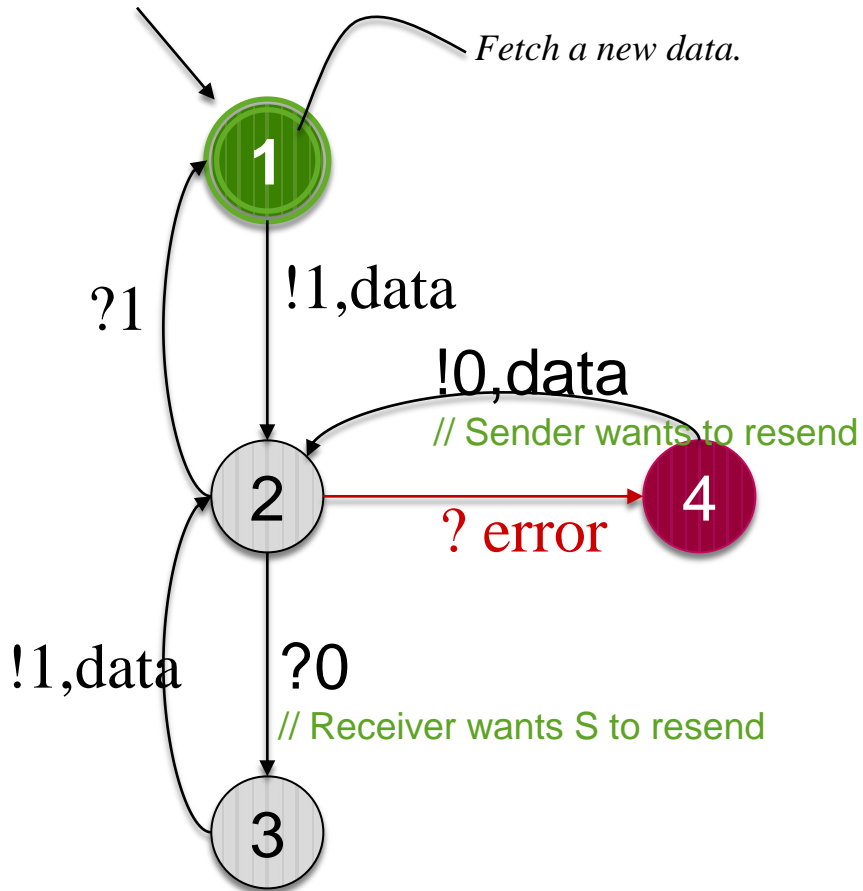 Fetch a new data.
1
?1
!1,data
!0,data
// Sender wants to resend
2
4
? error
!1,data
?0
// Receiver wants S to resend
3